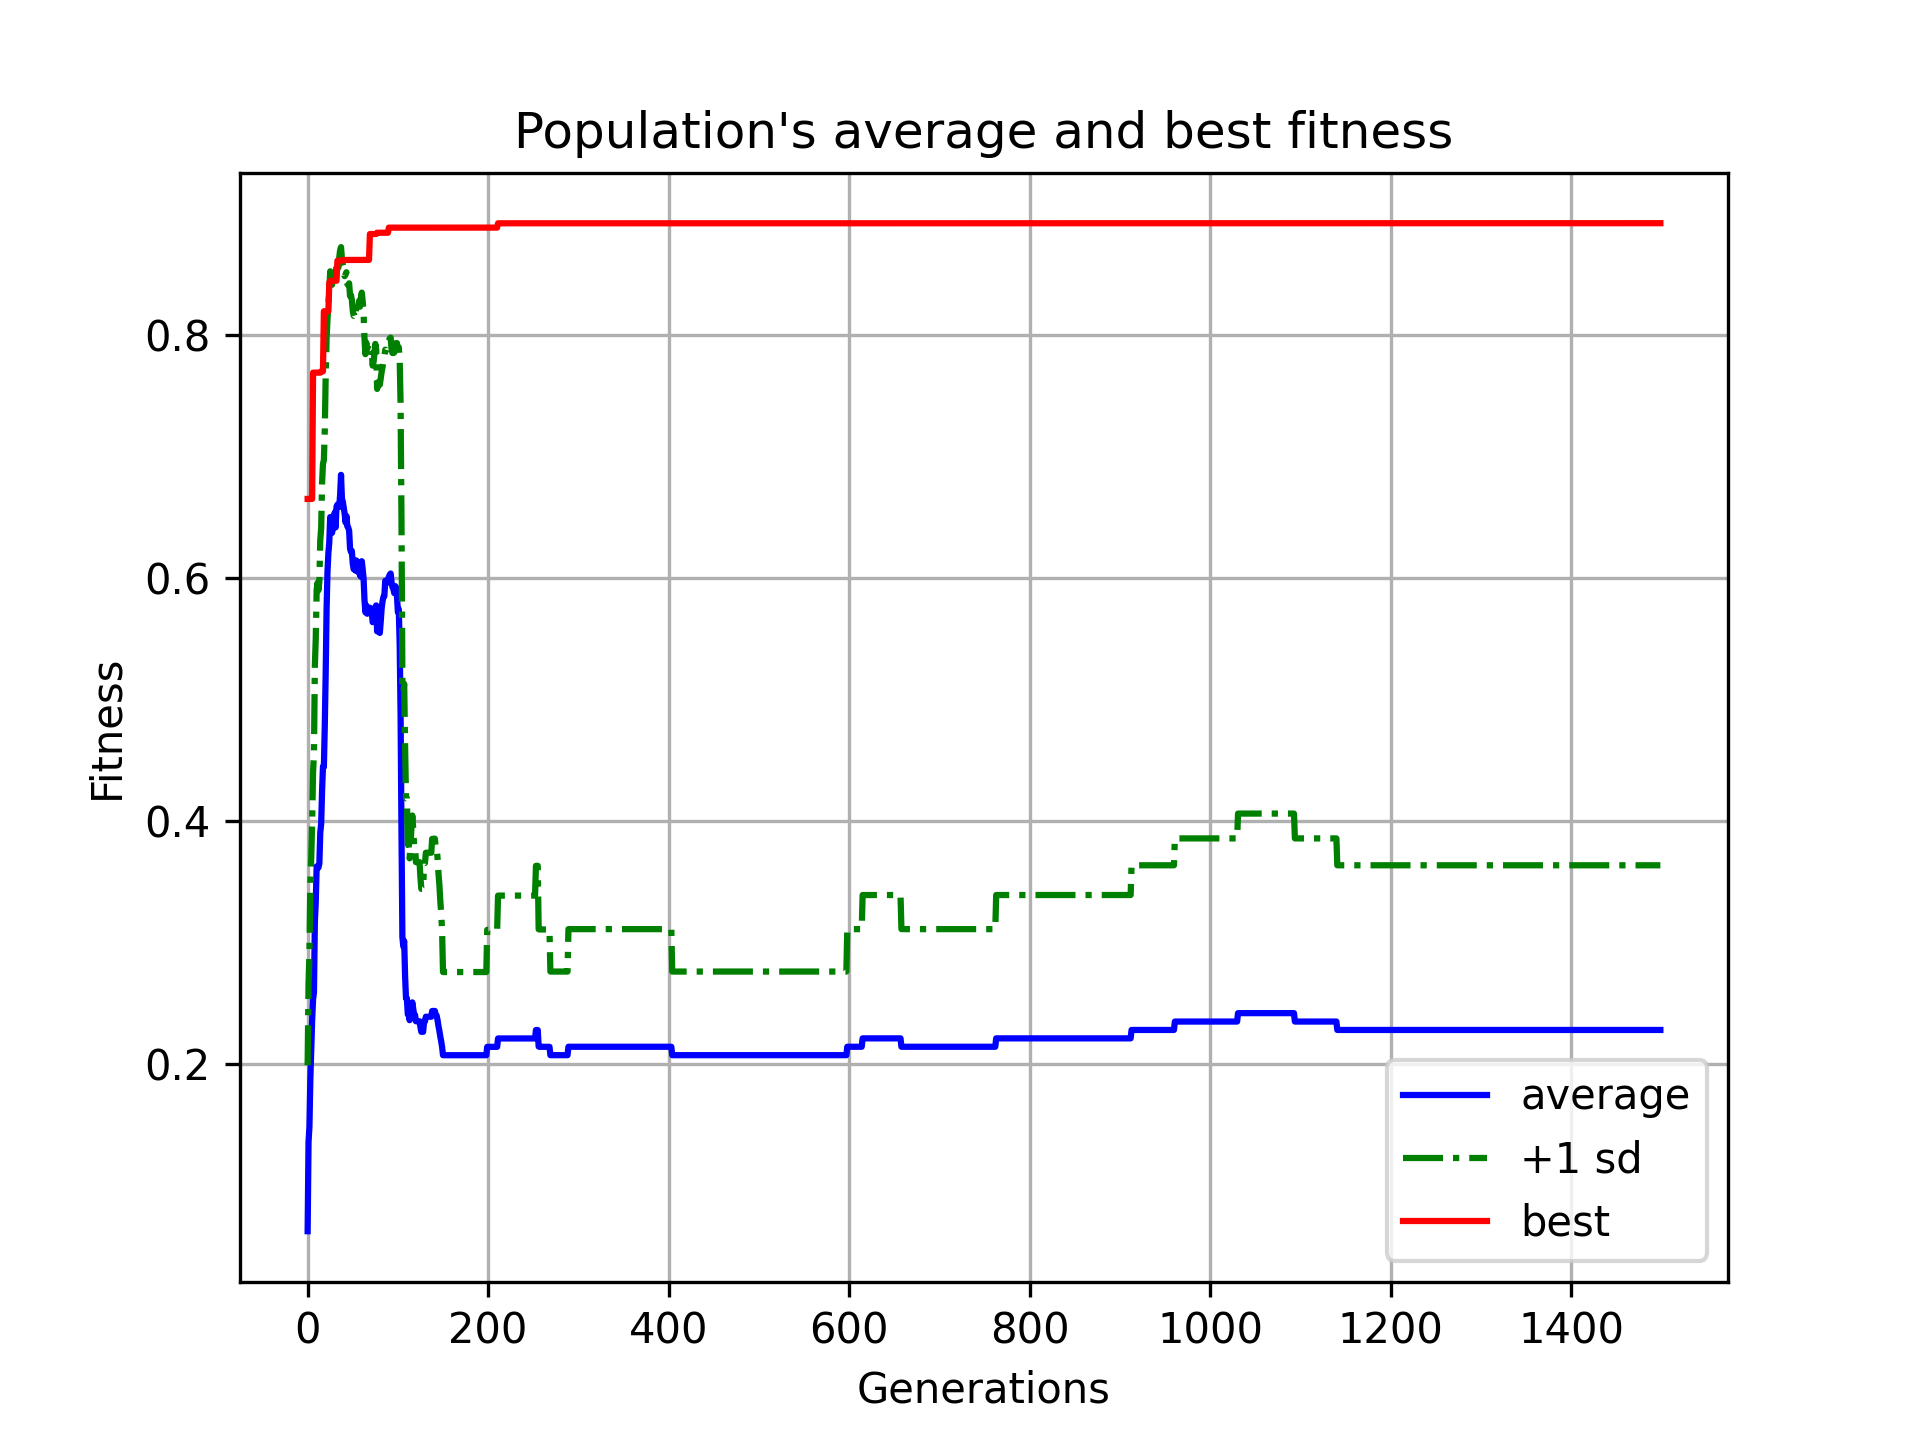 Population's average and best fitness
Fitness
0.8
0.6
0.4
0.2
0 200 400 600 800 1000 1200 1400
Generations
average
+1 sd
best